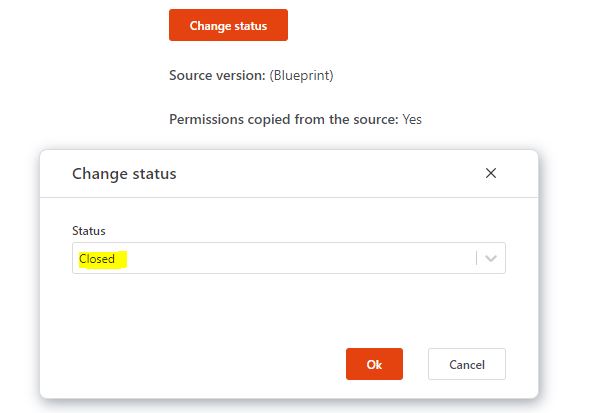 Change status
Source version: (Blueprint)
Permissions copied from the source: Yes
Change status
Status
Closed
Ok
Cancel